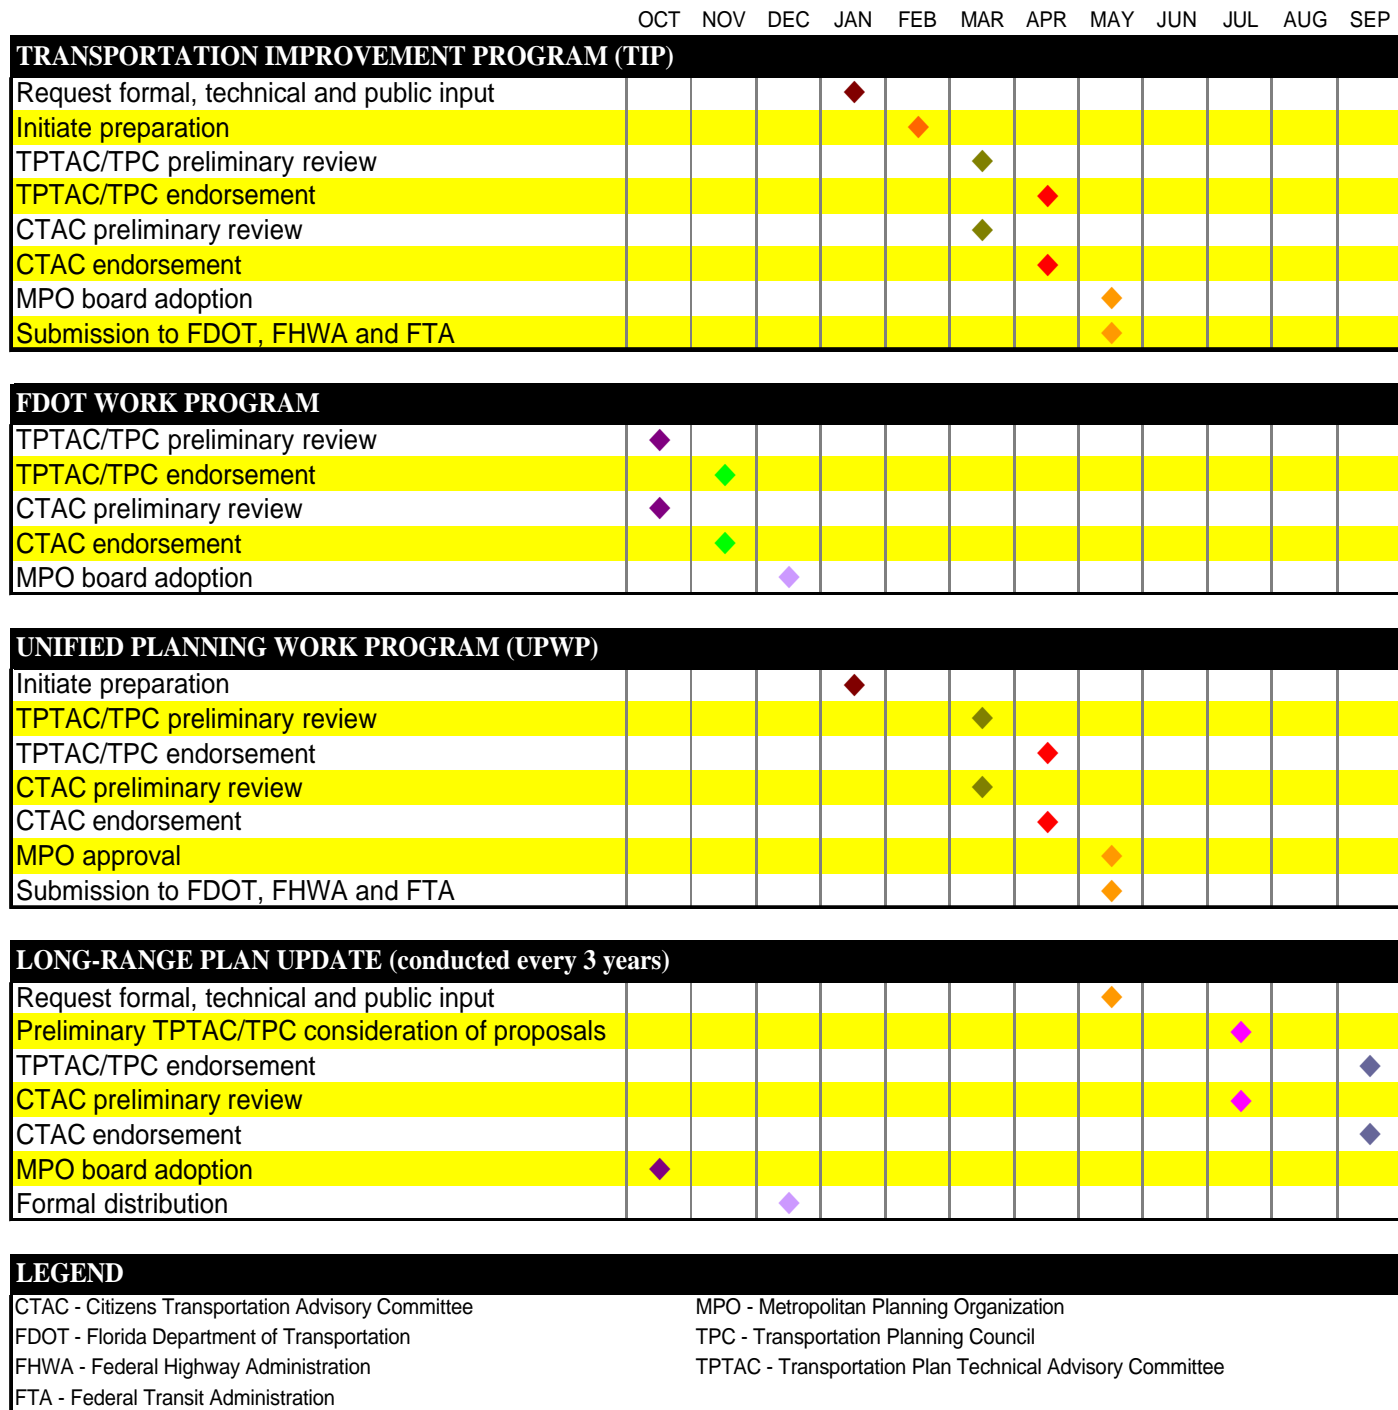 OCT NOV DEC JAN FEB MAR APR MAY JUN JUL AUG SEP
TRANSPORTATION IMPROVEMENT PROGRAM (TIP)
Request formal, technical and public input
Initiate preparation
TPTAC/TPC preliminary review
TPTAC/TPC endorsement
CTAC preliminary review
CTAC endorsement
MPO board adoption
Submission to FDOT, FHWA and FTA
FDOT WORK PROGRAM
TPTAC/TPC preliminary review
TPTAC/TPC endorsement
CTAC preliminary review
CTAC endorsement
MPO board adoption
UNIFIED PLANNING WORK PROGRAM (UPWP)
Initiate preparation
TPTAC/TPC preliminary review
TPTAC/TPC endorsement
CTAC preliminary review
CTAC endorsement
MPO approval
Submission to FDOT, FHWA and FTA
LONG-RANGE PLAN UPDATE (conducted every 3 years)
Request formal, technical and public input
Preliminary TPTAC/TPC consideration of proposals
TPTAC/TPC endorsement
CTAC preliminary review
CTAC endorsement
MPO board adoption
Formal distribution
LEGEND
CTAC - Citizens Transportation Advisory Committee
FDOT - Florida Department of Transportation
FHWA - Federal Highway Administration
FTA - Federal Transit Administration
MPO - Metropolitan Planning Organization
TPC - Transportation Planning Council
TPTAC - Transportation Plan Technical Advisory Committee